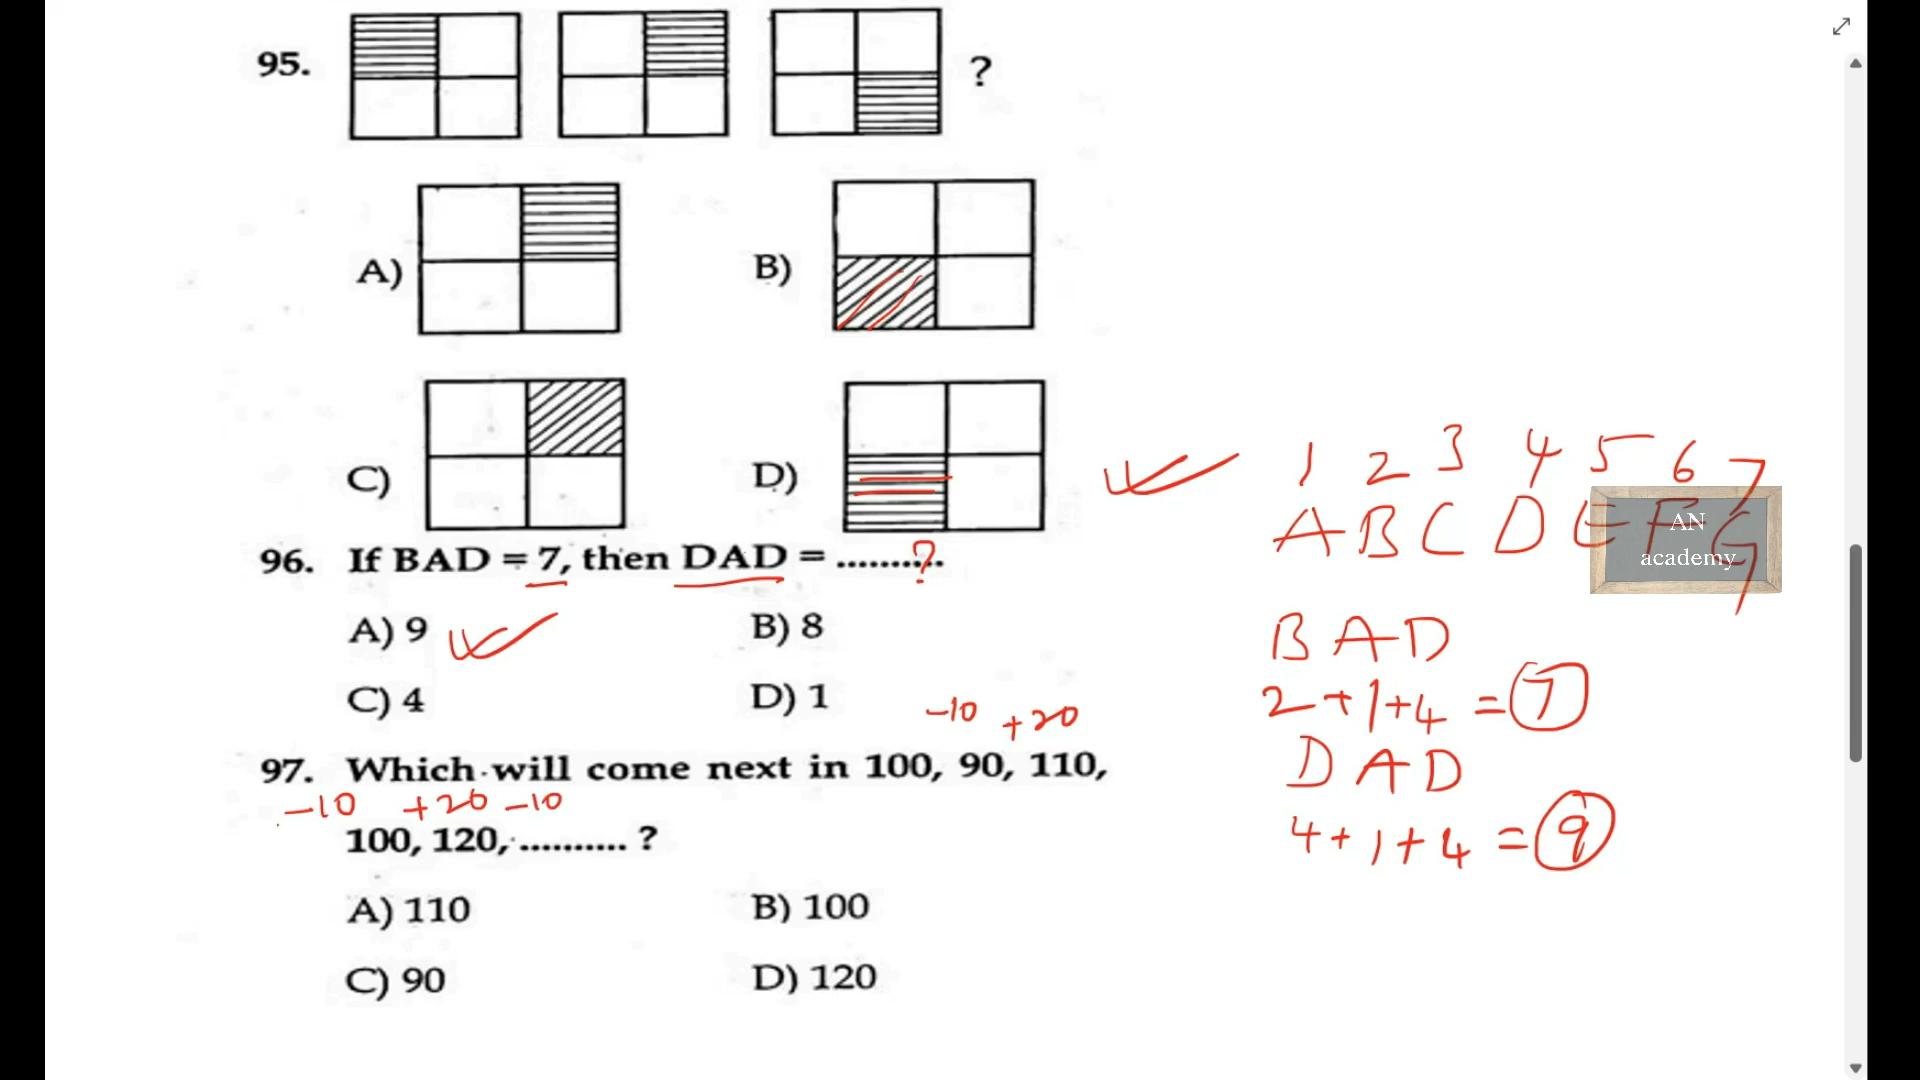 95.
?
A)
B)
C)
D)
1 2 3 4 5 6 7
A B C D E F G
AN
academy
96. If BAD = 7, then DAD = .......... ?
A) 9
B) 8
C) 4
D) 1
B A D
2 + 1 + 4 = 7
D A D
4 + 1 + 4 = 9
-10 +20
97. Which will come next in 100, 90, 110,
-10 +20 -10
100, 120, .......... ?
A) 110
B) 100
C) 90
D) 120